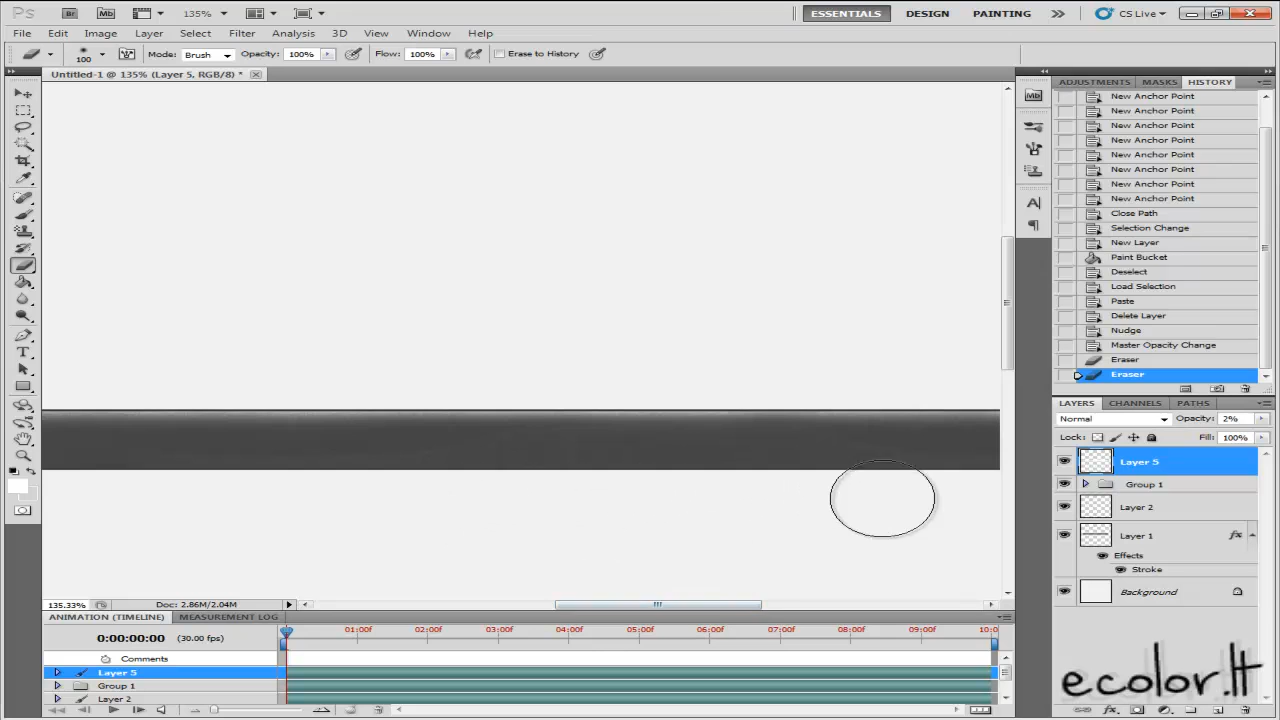 Ps Br Mb 135% ESSENTIALS DESIGN PAINTING CS Live
File Edit Image Layer Select Filter Analysis 3D View Window Help
100 Mode: Brush Opacity: 100% Flow: 100% Erase to History
Untitled-1 @ 135% (Layer 5, RGB/8) *
ADJUSTMENTS MASKS HISTORY
New Anchor Point
New Anchor Point
New Anchor Point
New Anchor Point
New Anchor Point
New Anchor Point
New Anchor Point
New Anchor Point
Close Path
Selection Change
New Layer
Paint Bucket
Deselect
Load Selection
Paste
Delete Layer
Nudge
Master Opacity Change
Eraser
Eraser
LAYERS CHANNELS PATHS
Normal Opacity: 2%
Lock: Fill: 100%
Layer 5
Group 1
Layer 2
Layer 1 fx
Effects
Stroke
Background
135.33% Doc: 2.86M/2.04M
ANIMATION (TIMELINE) MEASUREMENT LOG
0:00:00:00 (30.00 fps) 01:00f 02:00f 03:00f 04:00f 05:00f 06:00f 07:00f 08:00f 09:00f 10:0
Comments
Layer 5
Group 1
Layer 2
ecolor.lt